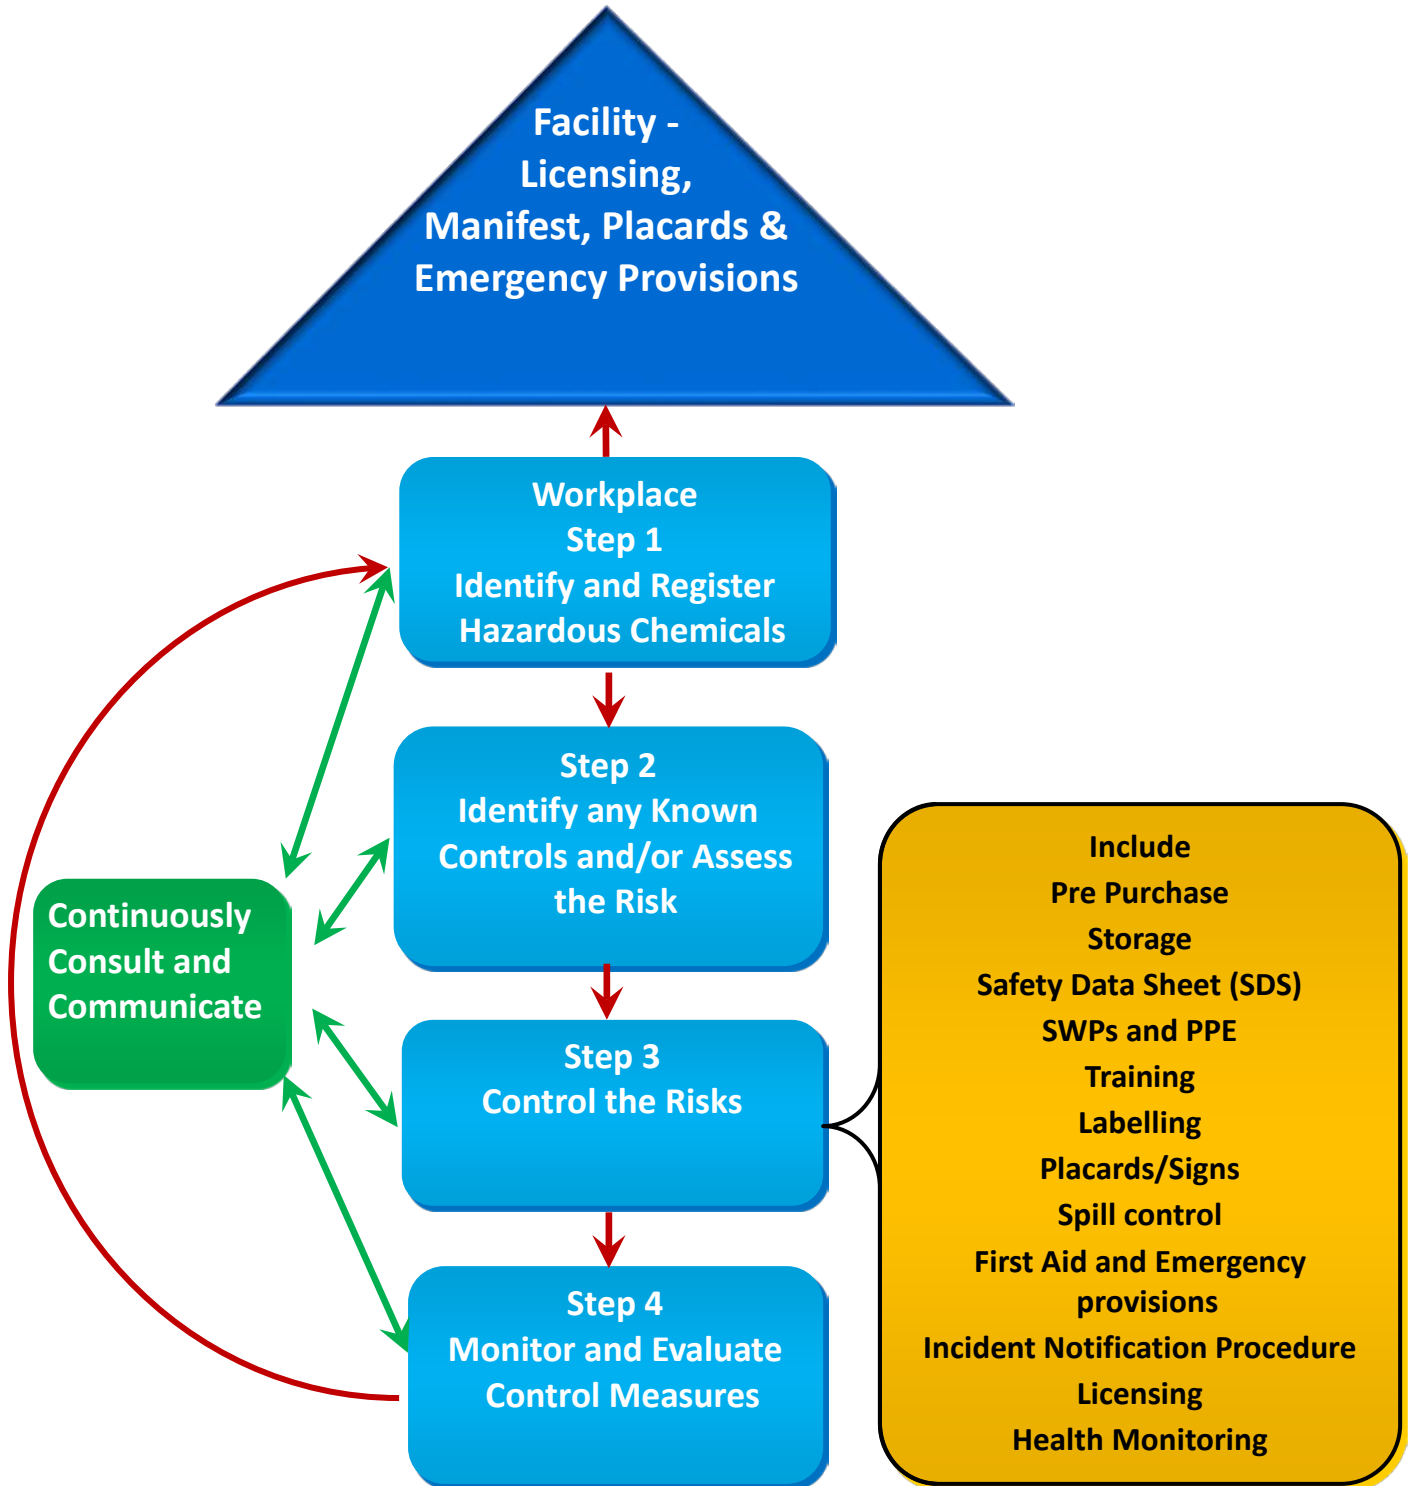 Facility -
Licensing,
Manifest, Placards &
Emergency Provisions
Workplace
Step 1
Identify and Register
Hazardous Chemicals
Step 2
Identify any Known
Controls and/or Assess
the Risk
Continuously
Consult and
Communicate
Step 3
Control the Risks
Step 4
Monitor and Evaluate
Control Measures
Include
Pre Purchase
Storage
Safety Data Sheet (SDS)
SWPs and PPE
Training
Labelling
Placards/Signs
Spill control
First Aid and Emergency
provisions
Incident Notification Procedure
Licensing
Health Monitoring